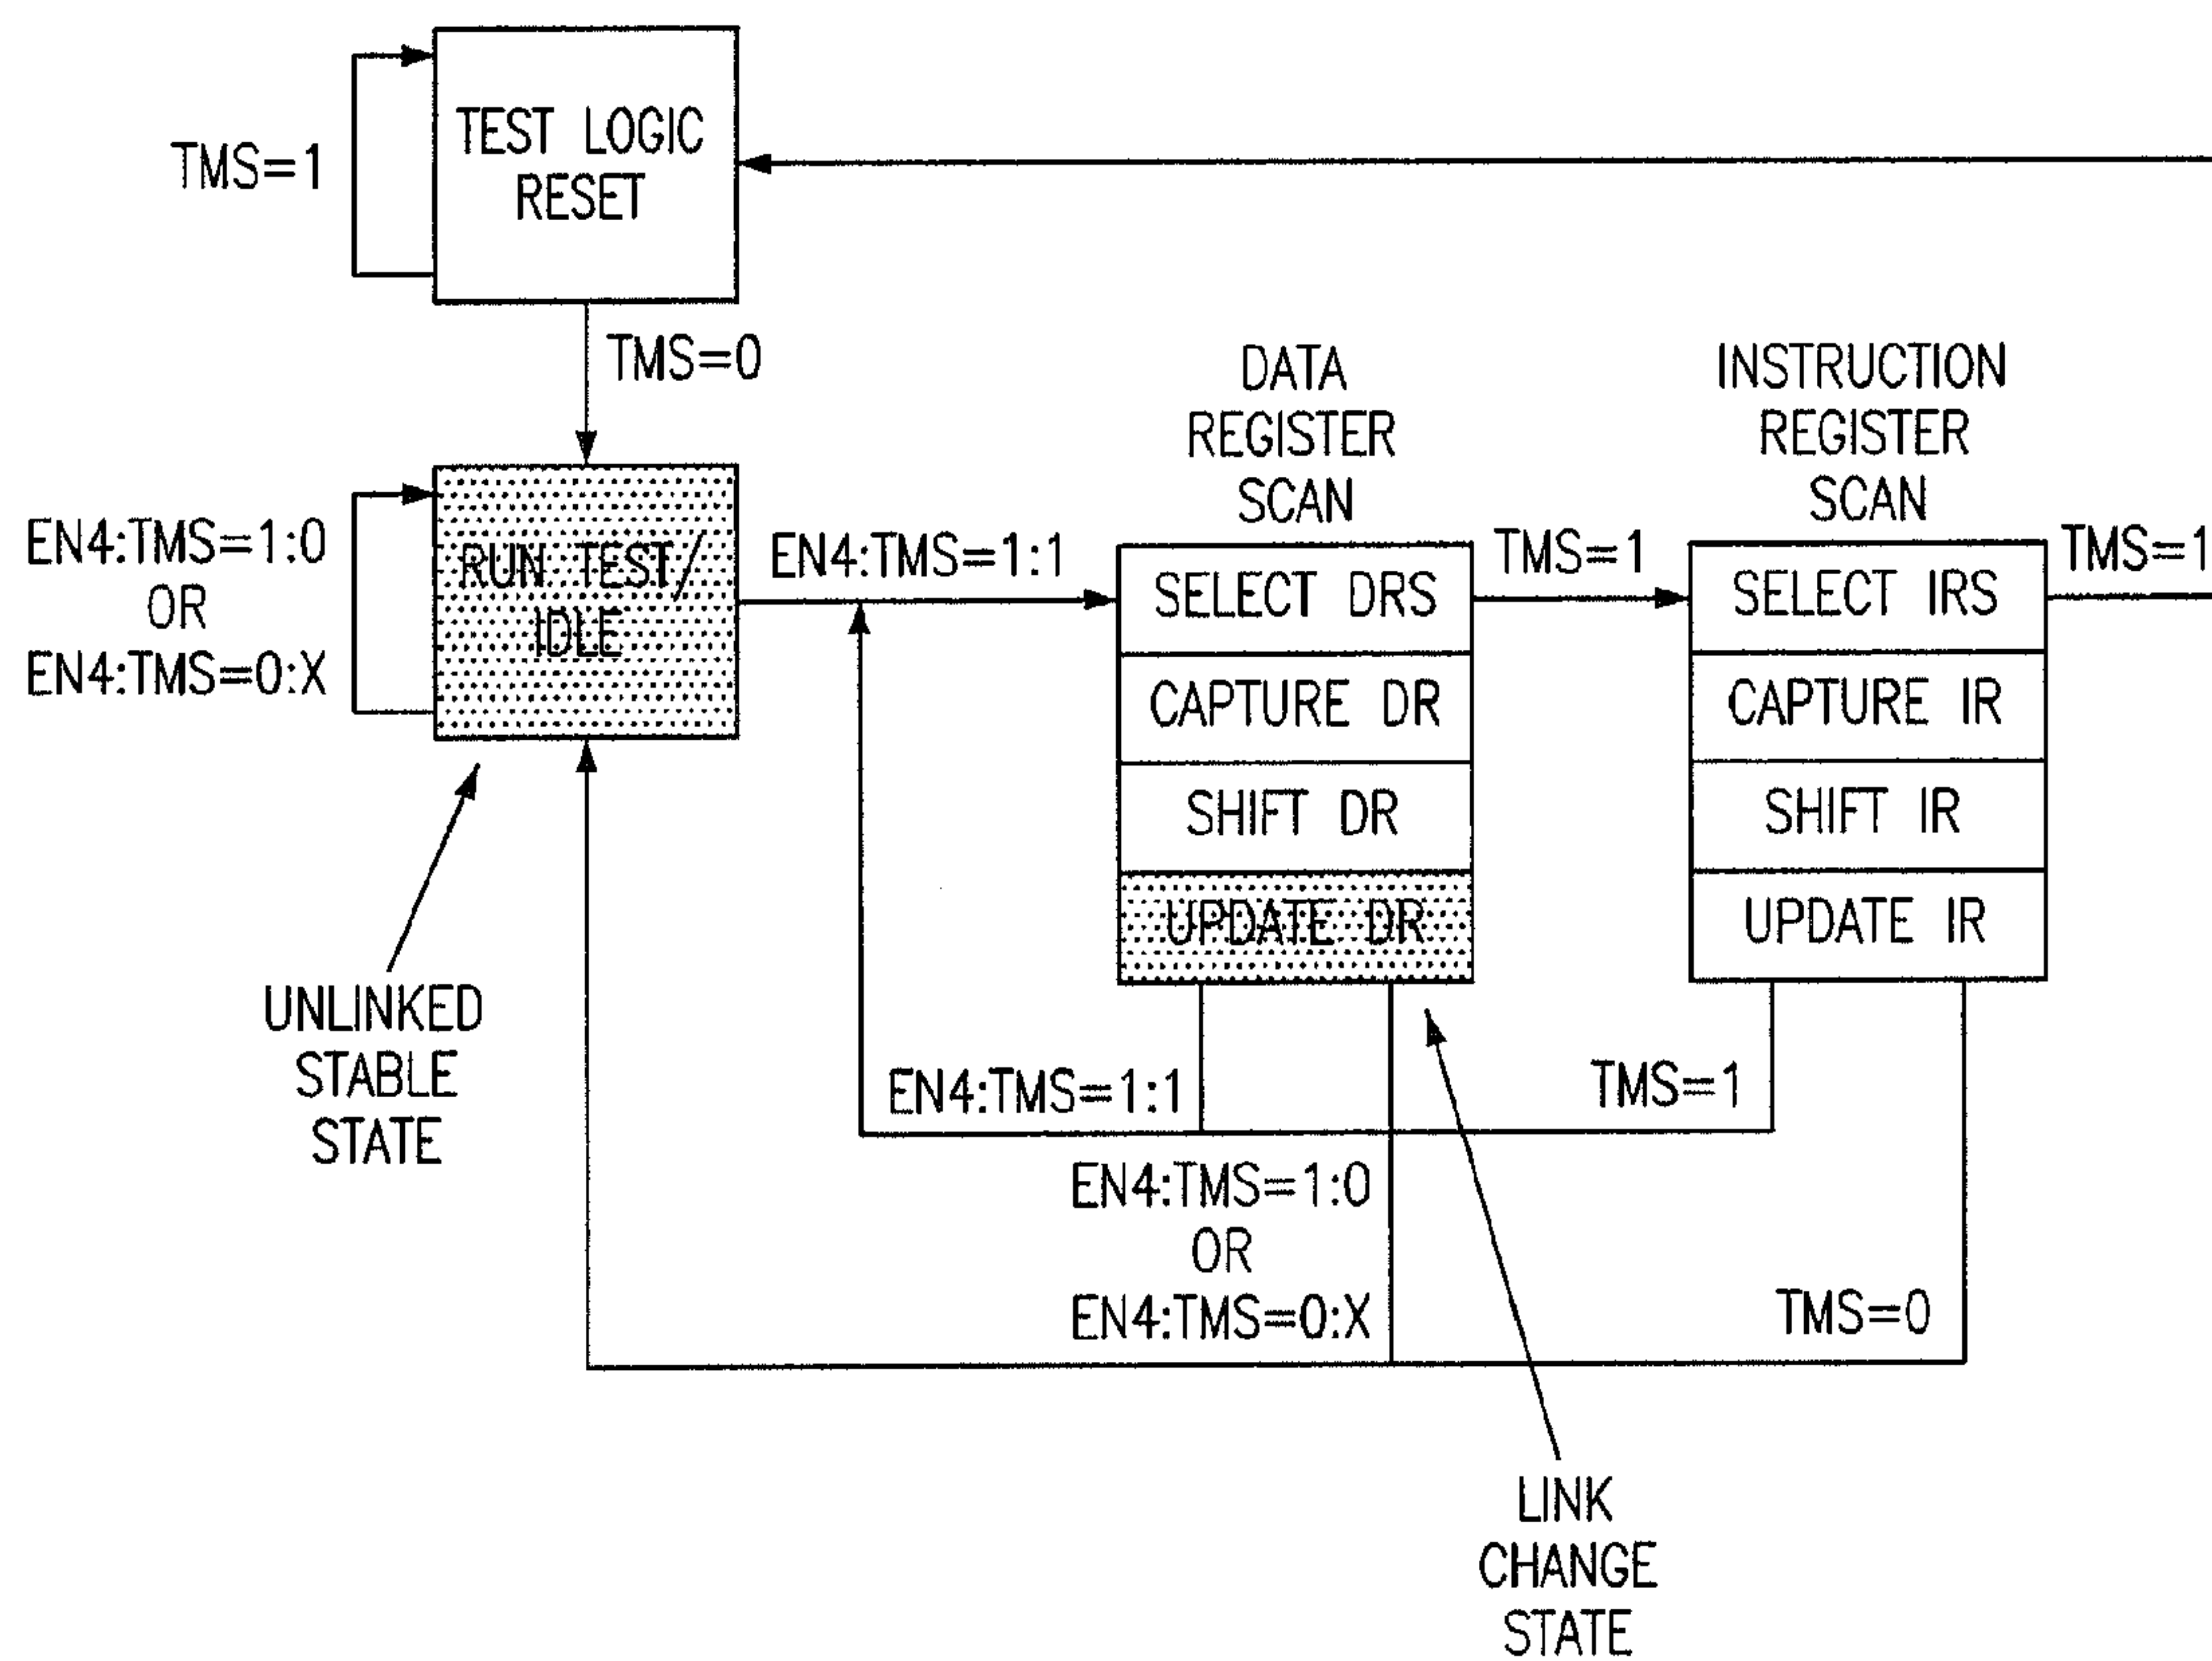 TEST LOGIC
RESET
TMS=1
TMS=0
DATA
REGISTER
SCAN
INSTRUCTION
REGISTER
SCAN
EN4:TMS=1:0
OR
EN4:TMS=0:X
RUN TEST/
IDLE
EN4:TMS=1:1
SELECT DRS
CAPTURE DR
SHIFT DR
UPDATE DR
TMS=1
SELECT IRS
CAPTURE IR
SHIFT IR
UPDATE IR
TMS=1
UNLINKED
STABLE
STATE
EN4:TMS=1:1
TMS=1
EN4:TMS=1:0
OR
EN4:TMS=0:X
TMS=0
LINK
CHANGE
STATE